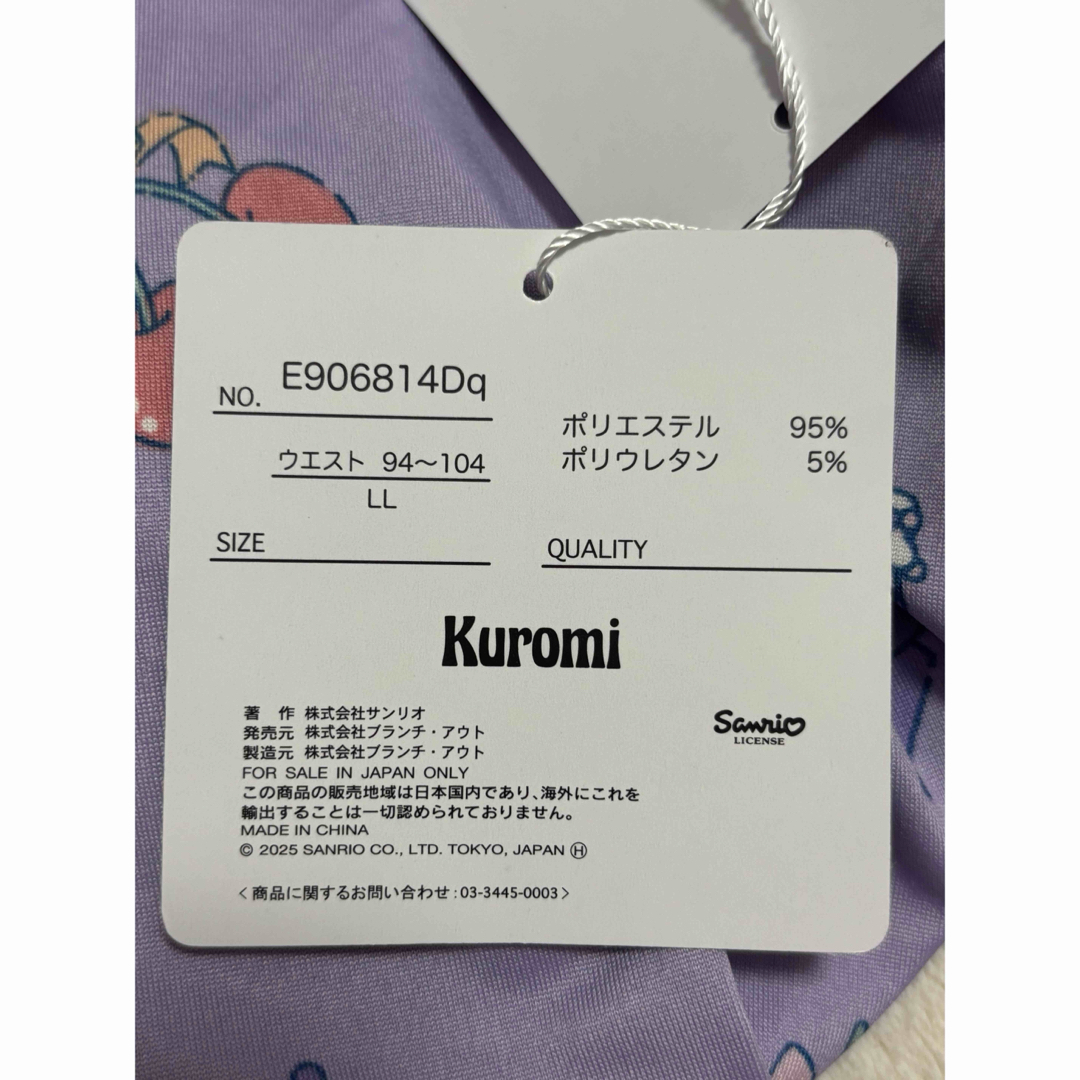 NO. E906814Dq
ウエスト 94～104
LL
SIZE
ポリエステル 95%
ポリウレタン 5%
QUALITY
Kuromi
著 作 株式会社サンリオ
発売元 株式会社ブランチ・アウト
製造元 株式会社ブランチ・アウト
FOR SALE IN JAPAN ONLY
この商品の販売地域は日本国内であり、海外にこれを
輸出することは一切認められておりません。
MADE IN CHINA
© 2025 SANRIO CO., LTD. TOKYO, JAPAN Ⓗ
<商品に関するお問い合わせ:03-3445-0003>
Sanrio
LICENSE